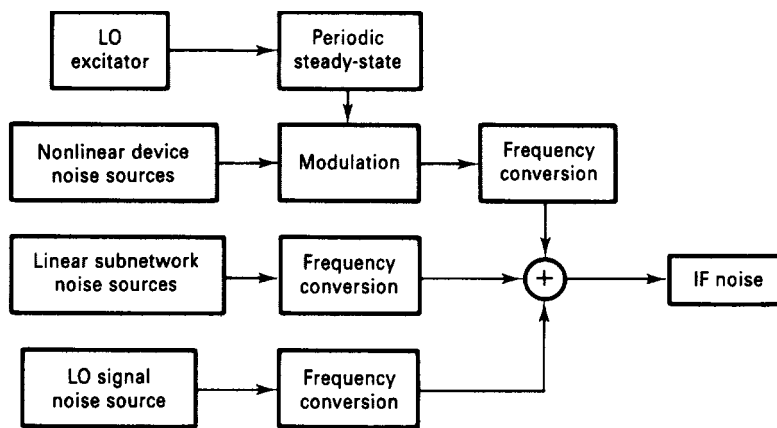 LO
excitator
Periodic
steady-state
Nonlinear device
noise sources
Modulation
Frequency
conversion
Linear subnetwork
noise sources
Frequency
conversion
+
IF noise
LO signal
noise source
Frequency
conversion